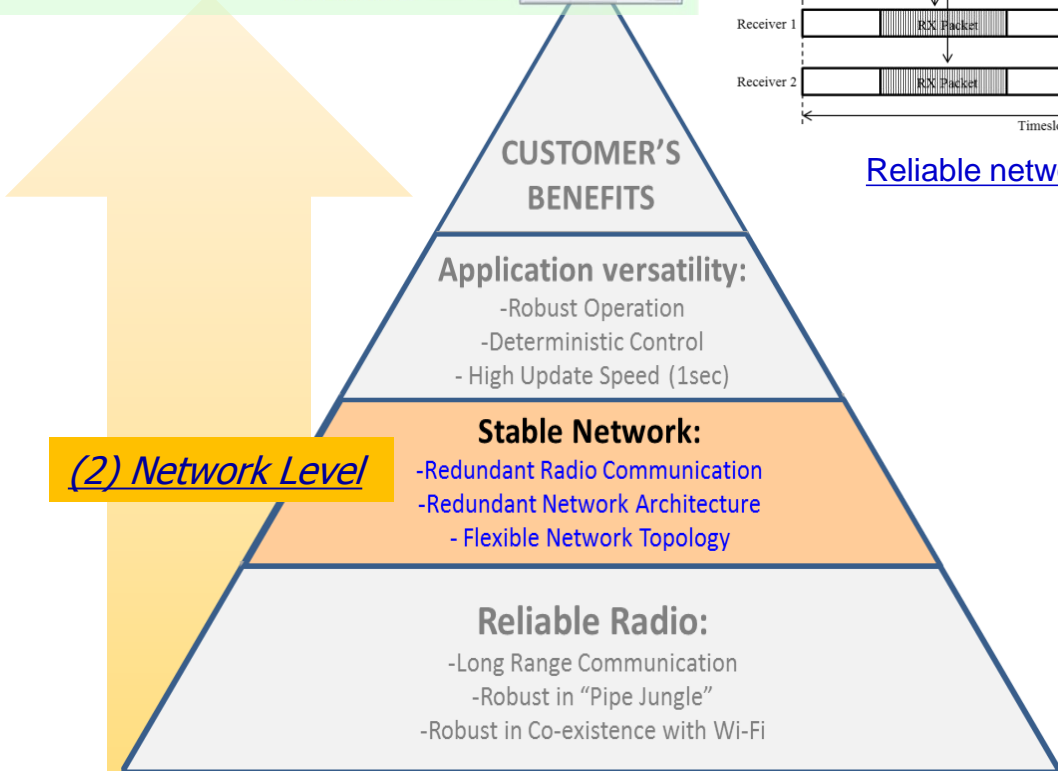 Receiver 1
RX Packet
Receiver 2
RX Packet
Reliable
CUSTOMER'S
BENEFITS
Application versatility:
-Robust Operation
-Deterministic Control
- High Update Speed (1sec)
(2) Network Level
Stable Network:
-Redundant Radio Communication
-Redundant Network Architecture
- Flexible Network Topology
Reliable Radio:
-Long Range Communication
-Robust in “Pipe Jungle”
-Robust in Co-existence with Wi-Fi